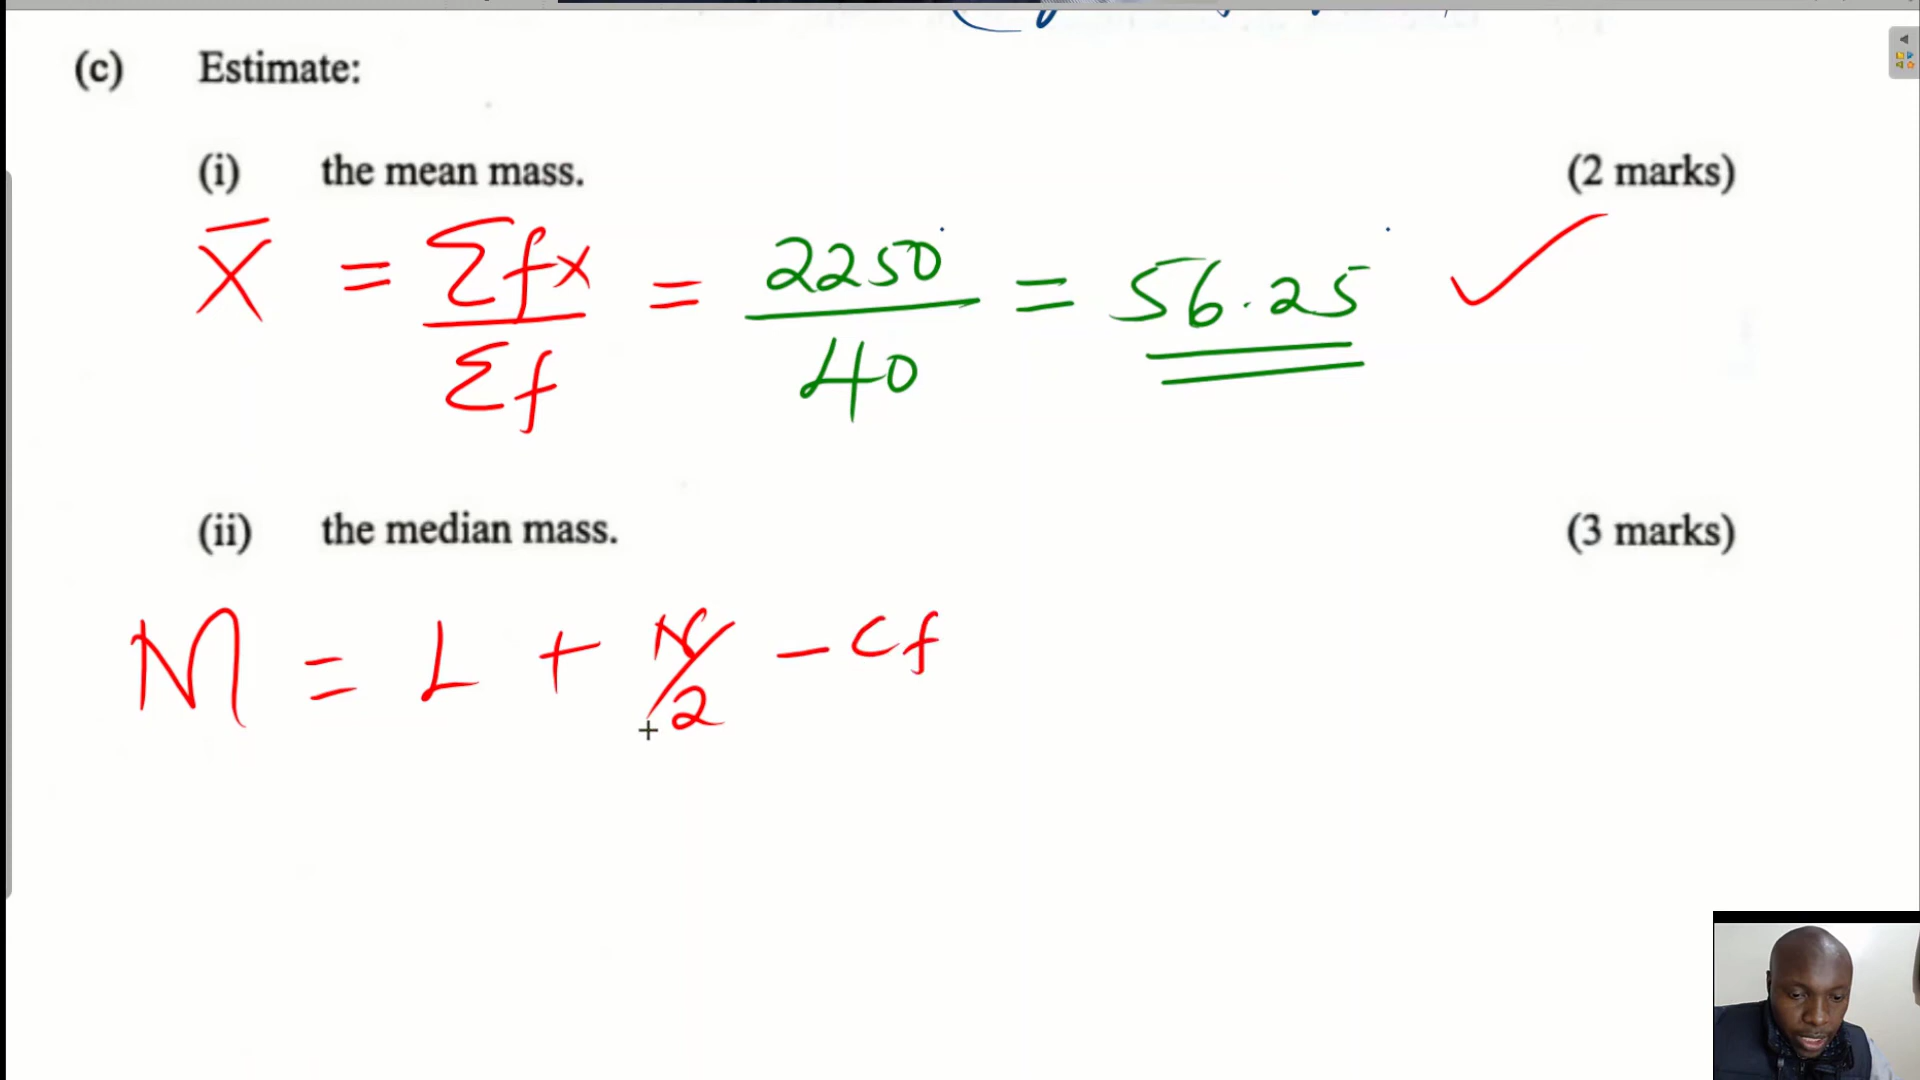 (c) Estimate:
(i) the mean mass. (2 marks)
X̄ = Σfx / Σf = 2250 / 40 = 56.25 ✓
(ii) the median mass. (3 marks)
M = L + N/2 - Cf